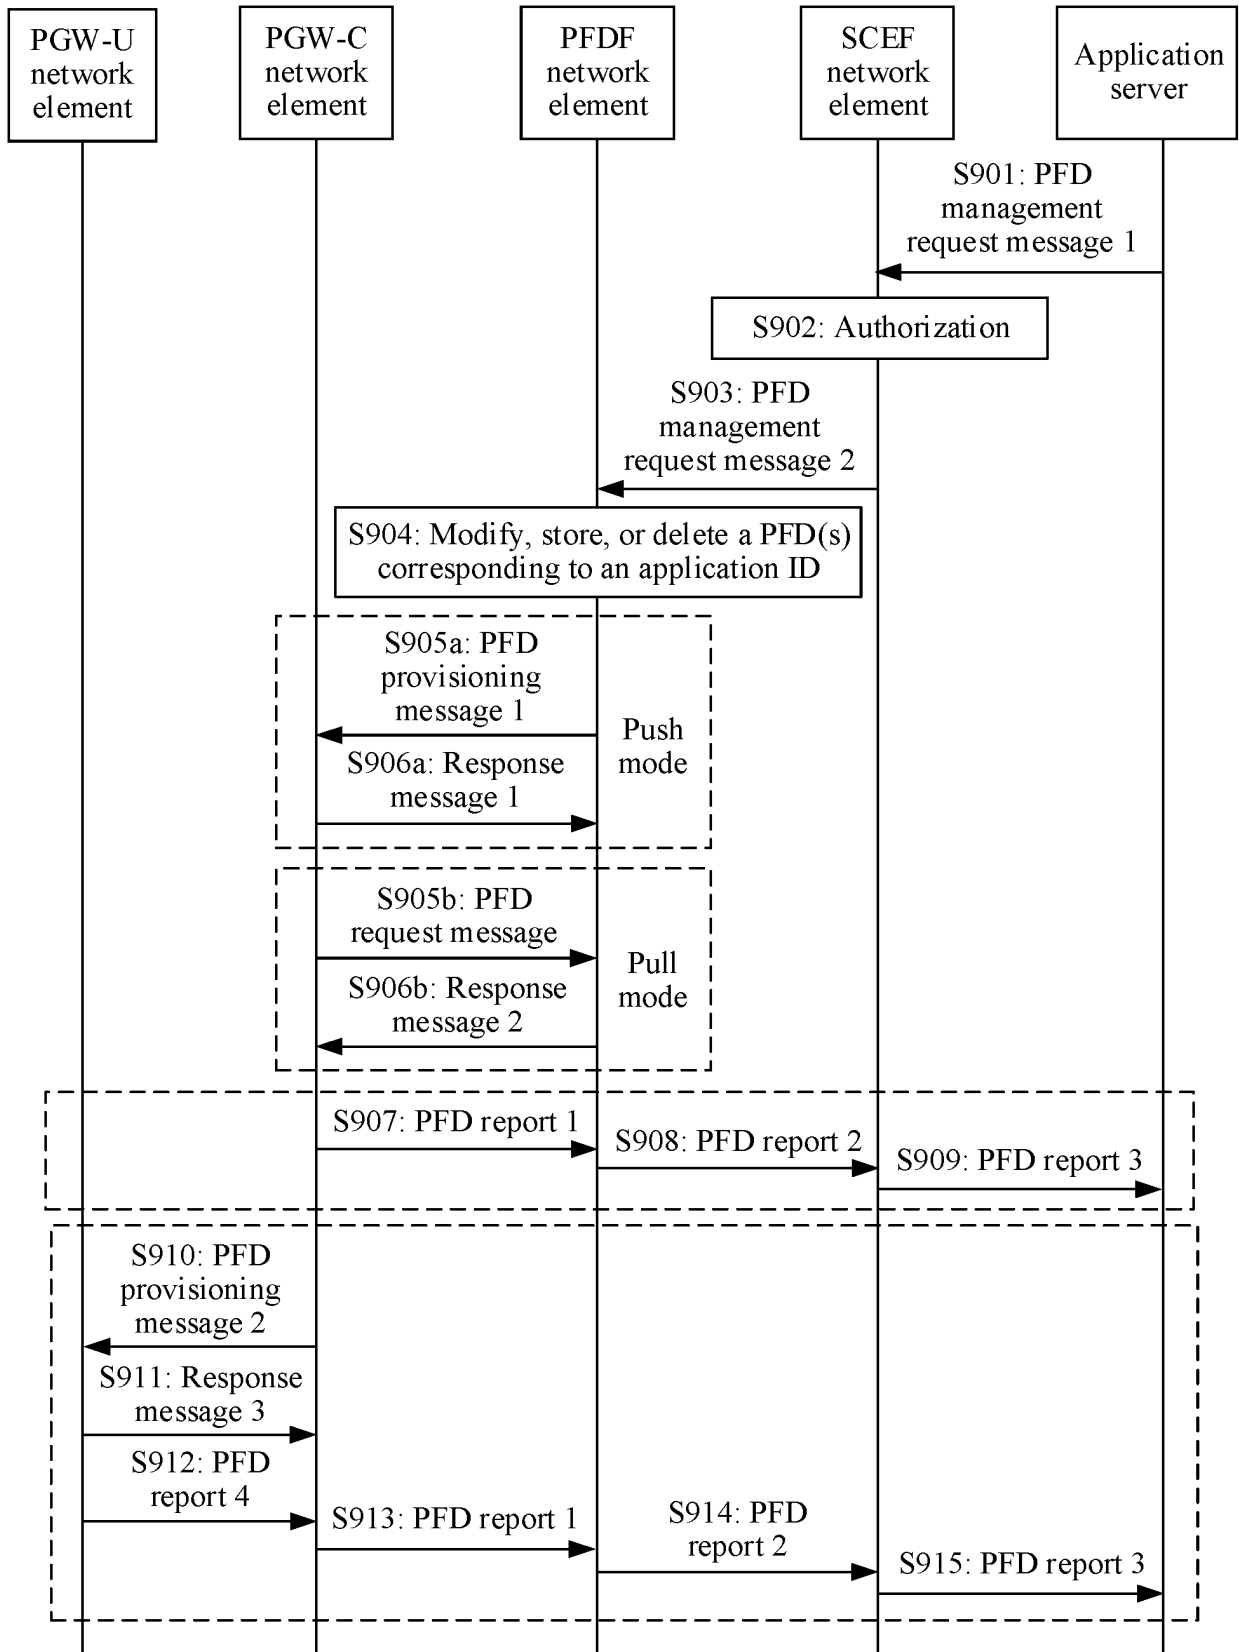 PGW-U
network
element
PGW-C
network
element
PFDF
network
element
SCEF
network
element
Application
server
S901: PFD
management
request message 1
S902: Authorization
S903: PFD
management
request message 2
S904: Modify, store, or delete a PFD(s)
corresponding to an application ID
S905a: PFD
provisioning
message 1
S906a: Response
message 1
Push
mode
S905b: PFD
request message
S906b: Response
message 2
Pull
mode
S907: PFD report 1
S908: PFD report 2
S909: PFD report 3
S910: PFD
provisioning
message 2
S911: Response
message 3
S912: PFD
report 4
S913: PFD report 1
S914: PFD
report 2
S915: PFD report 3